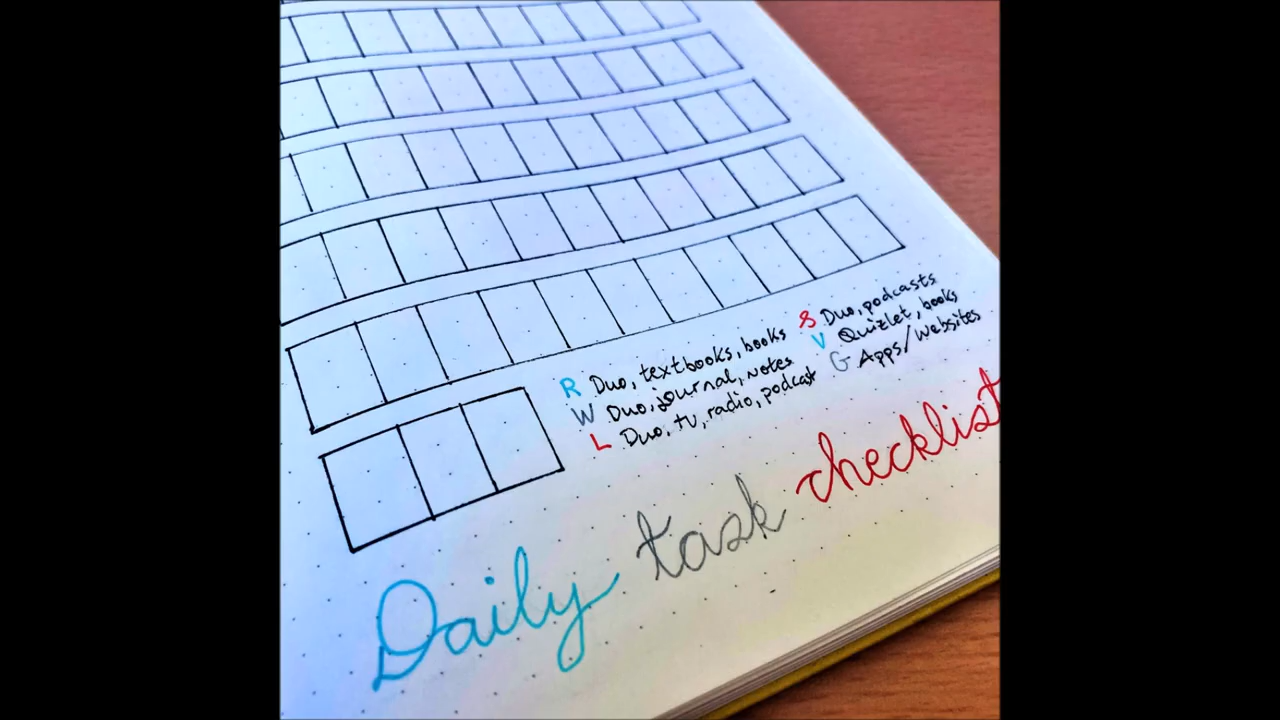 R Duo, textbooks, books
W Duo, journal, notes
L Duo, tv, radio, podcast
S Duo, podcasts
V Quizlet, books
G Apps/websites
Daily task checklist